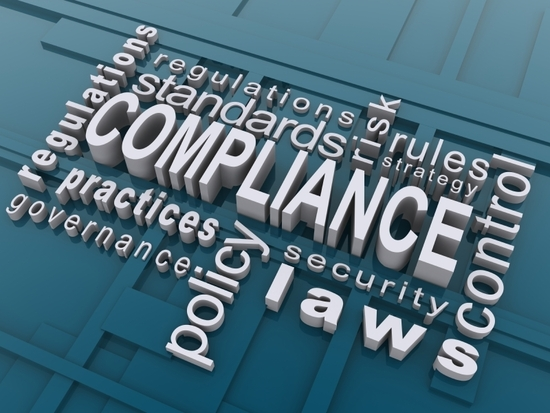 regulations
regulations
standards
risk
rules
strategy
COMPLIANCE
control
practices
governance
policy
security
laws